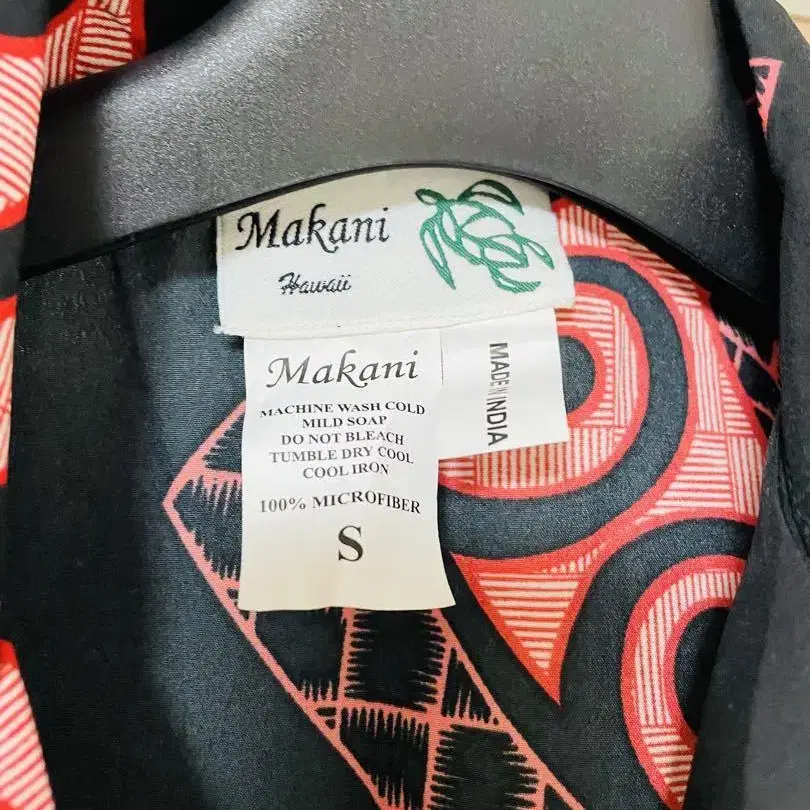 Makani
Hawaii
Makani
MACHINE WASH COLD
MILD SOAP
DO NOT BLEACH
TUMBLE DRY COOL
COOL IRON
100% MICROFIBER
S
MADE IN INDIA